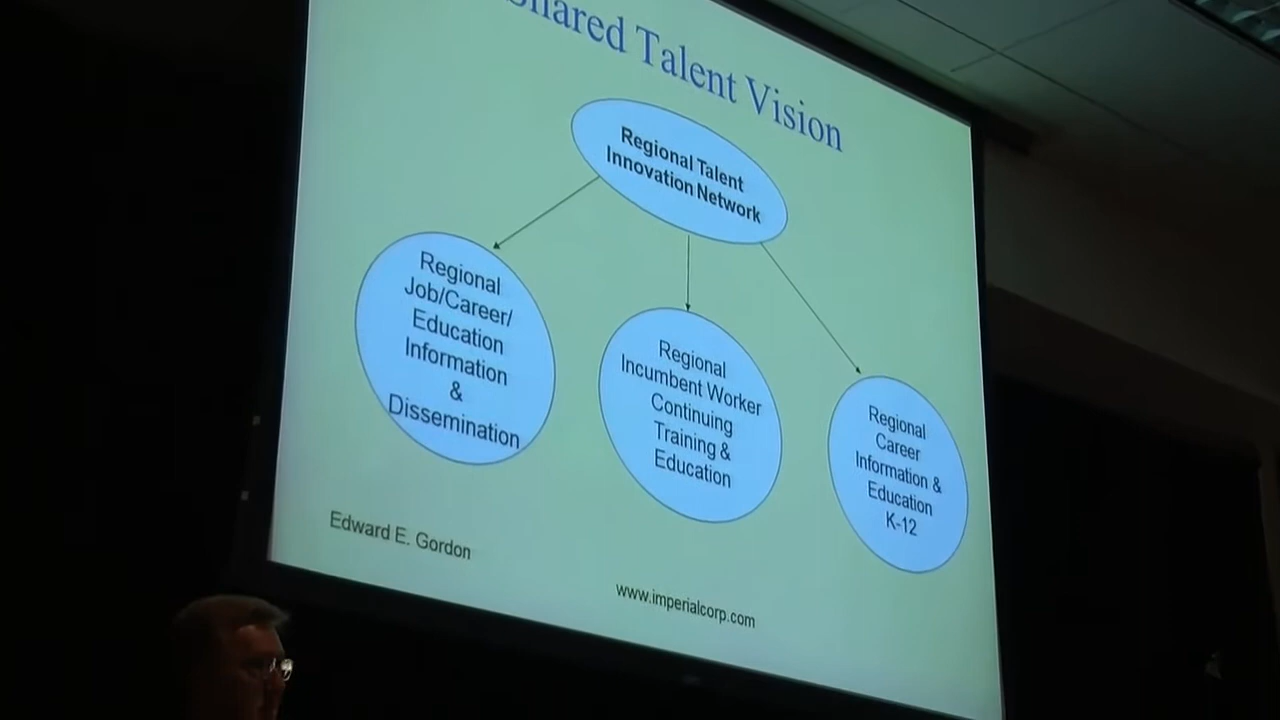 Shared Talent Vision
Regional Talent
Innovation Network
Regional
Job/Career/
Education
Information
&
Dissemination
Regional
Incumbent Worker
Continuing
Training &
Education
Regional
Career
Information &
Education
K-12
Edward E. Gordon
www.imperialcorp.com